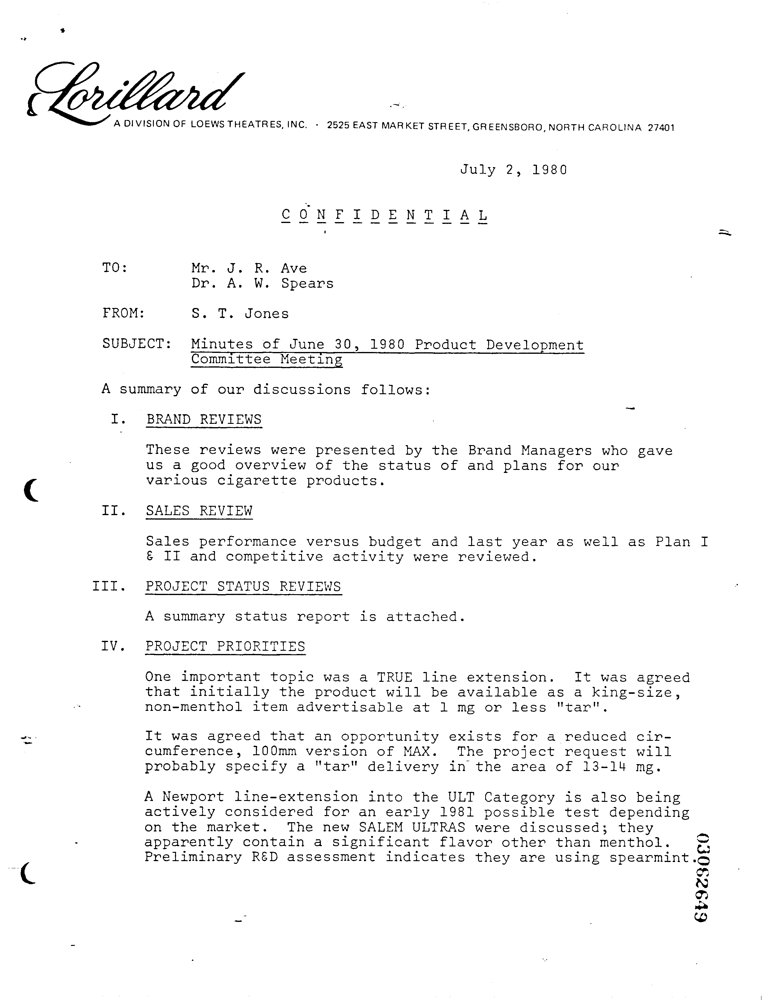 Lorillard
A DIVISION OF LOEWS THEATRES, INC. · 2525 EAST MARKET STREET, GREENSBORO, NORTH CAROLINA 27401
July 2, 1980
C O N F I D E N T I A L
TO: Mr. J. R. Ave
Dr. A. W. Spears
FROM: S. T. Jones
SUBJECT: Minutes of June 30, 1980 Product Development
Committee Meeting
A summary of our discussions follows:
I. BRAND REVIEWS
These reviews were presented by the Brand Managers who gave
us a good overview of the status of and plans for our
various cigarette products.
II. SALES REVIEW
Sales performance versus budget and last year as well as Plan I
& II and competitive activity were reviewed.
III. PROJECT STATUS REVIEWS
A summary status report is attached.
IV. PROJECT PRIORITIES
One important topic was a TRUE line extension. It was agreed
that initially the product will be available as a king-size,
non-menthol item advertisable at 1 mg or less "tar".
It was agreed that an opportunity exists for a reduced cir-
cumference, 100mm version of MAX. The project request will
probably specify a "tar" delivery in the area of 13-14 mg.
A Newport line-extension into the ULT Category is also being
actively considered for an early 1981 possible test depending
on the market. The new SALEM ULTRAS were discussed; they
apparently contain a significant flavor other than menthol.
Preliminary R&D assessment indicates they are using spearmint.
03062649